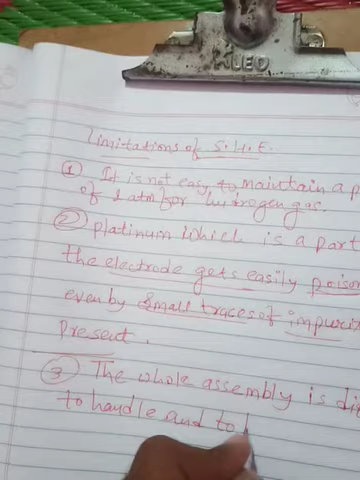 KLEO
Limitations of S.H.E.
① It is not easy to maintain a p
of 1 atm for hydrogen gas.
② platinum which is a part
the electrode gets easily poison
even by small traces of impuri
present.
③ The whole assembly is di
to handle and to